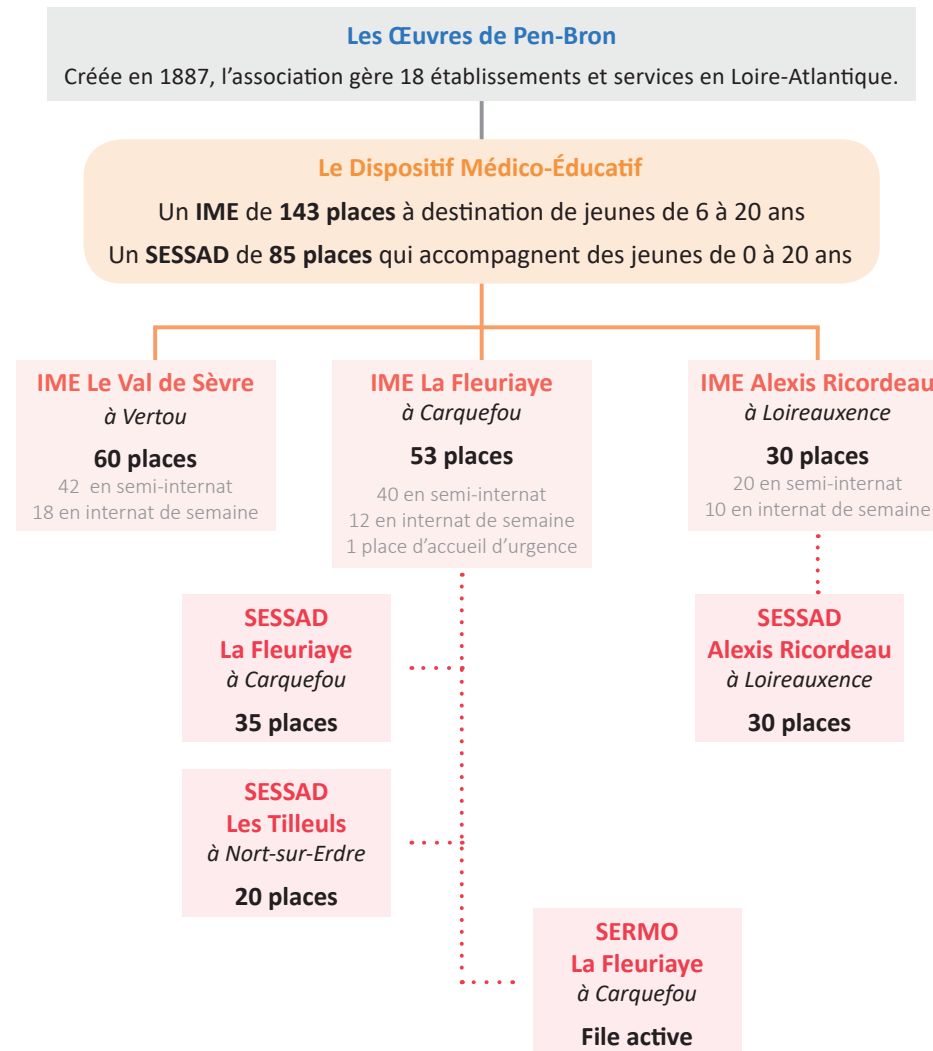 Les Œuvres de Pen-Bron
Créée en 1887, l’association gère 18 établissements et services en Loire-Atlantique.
Le Dispositif Médico-Éducatif
Un IME de 143 places à destination de jeunes de 6 à 20 ans
Un SESSAD de 85 places qui accompagnent des jeunes de 0 à 20 ans
IME Le Val de Sèvre
à Vertou
60 places
42 en semi-internat
18 en internat de semaine
IME La Fleuriaye
à Carquefou
53 places
40 en semi-internat
12 en internat de semaine
1 place d’accueil d’urgence
IME Alexis Ricordeau
à Loireauxence
30 places
20 en semi-internat
10 en internat de semaine
SESSAD
La Fleuriaye
à Carquefou
35 places
SESSAD
Alexis Ricordeau
à Loireauxence
30 places
SESSAD
Les Tilleuls
à Nort-sur-Erdre
20 places
SERMO
La Fleuriaye
à Carquefou
File active